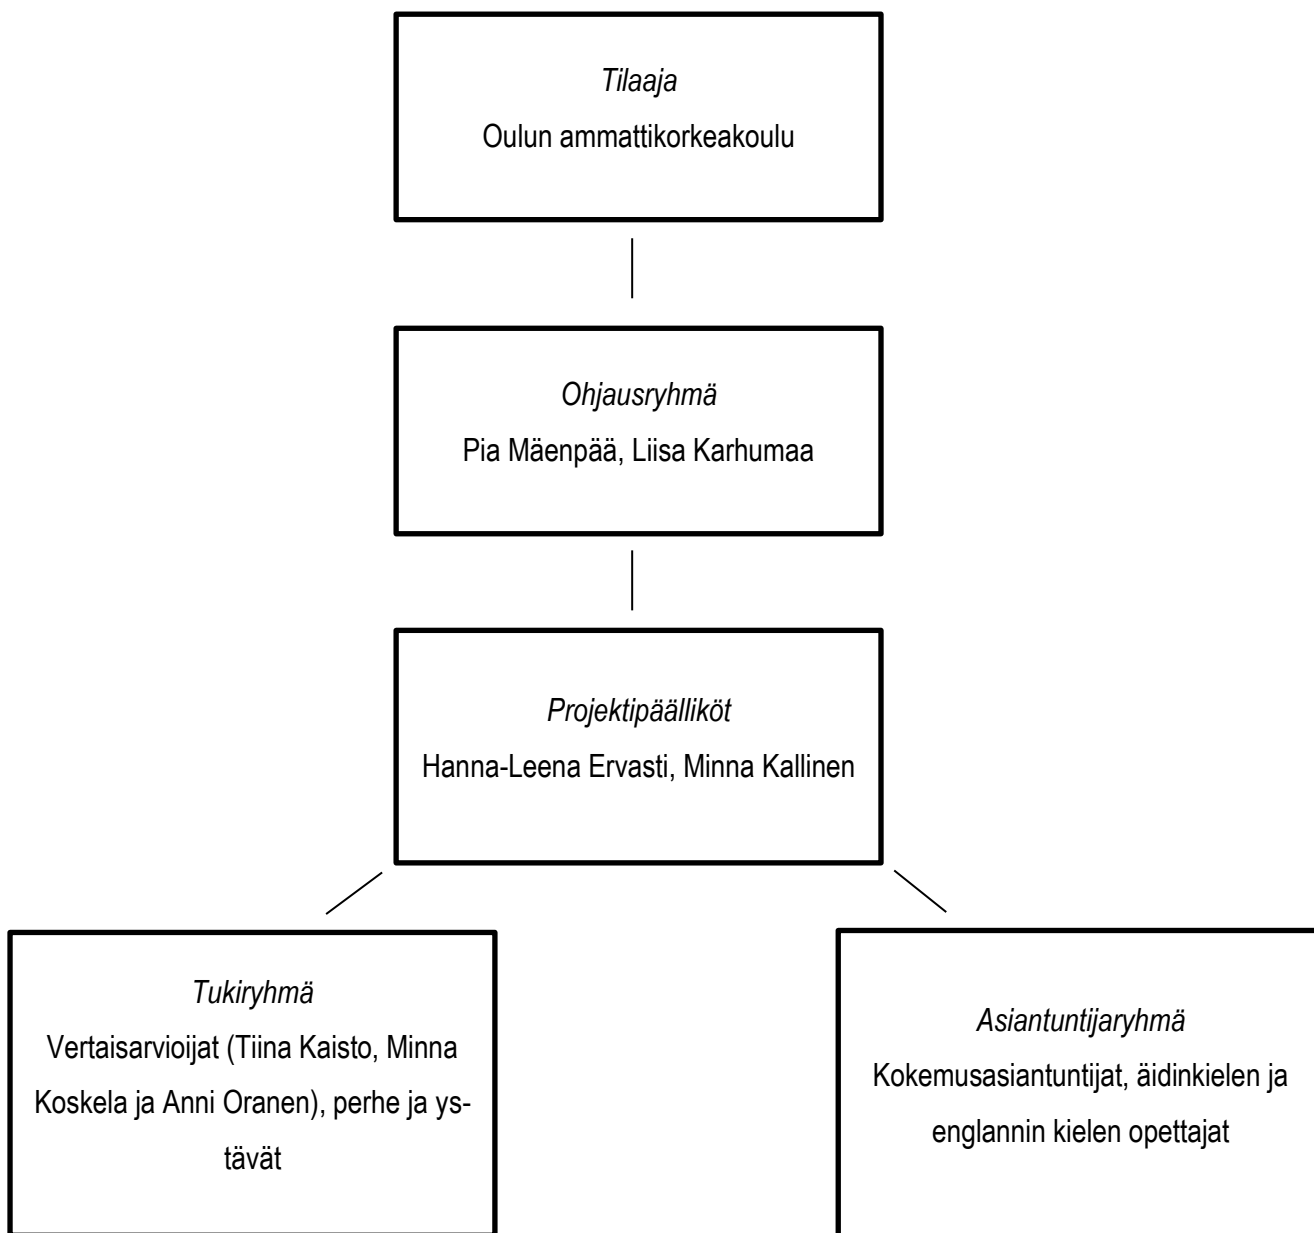 Tilaaja
Oulun ammattikorkeakoulu
Ohjausryhmä
Pia Mäenpää, Liisa Karhumaa
Projektipäälliköt
Hanna-Leena Ervasti, Minna Kallinen
Tukiryhmä
Vertaisarvioijat (Tiina Kaisto, Minna
Koskela ja Anni Oranen), perhe ja ys-
tävät
Asiantuntijaryhmä
Kokemusasiantuntijat, äidinkielen ja
englannin kielen opettajat